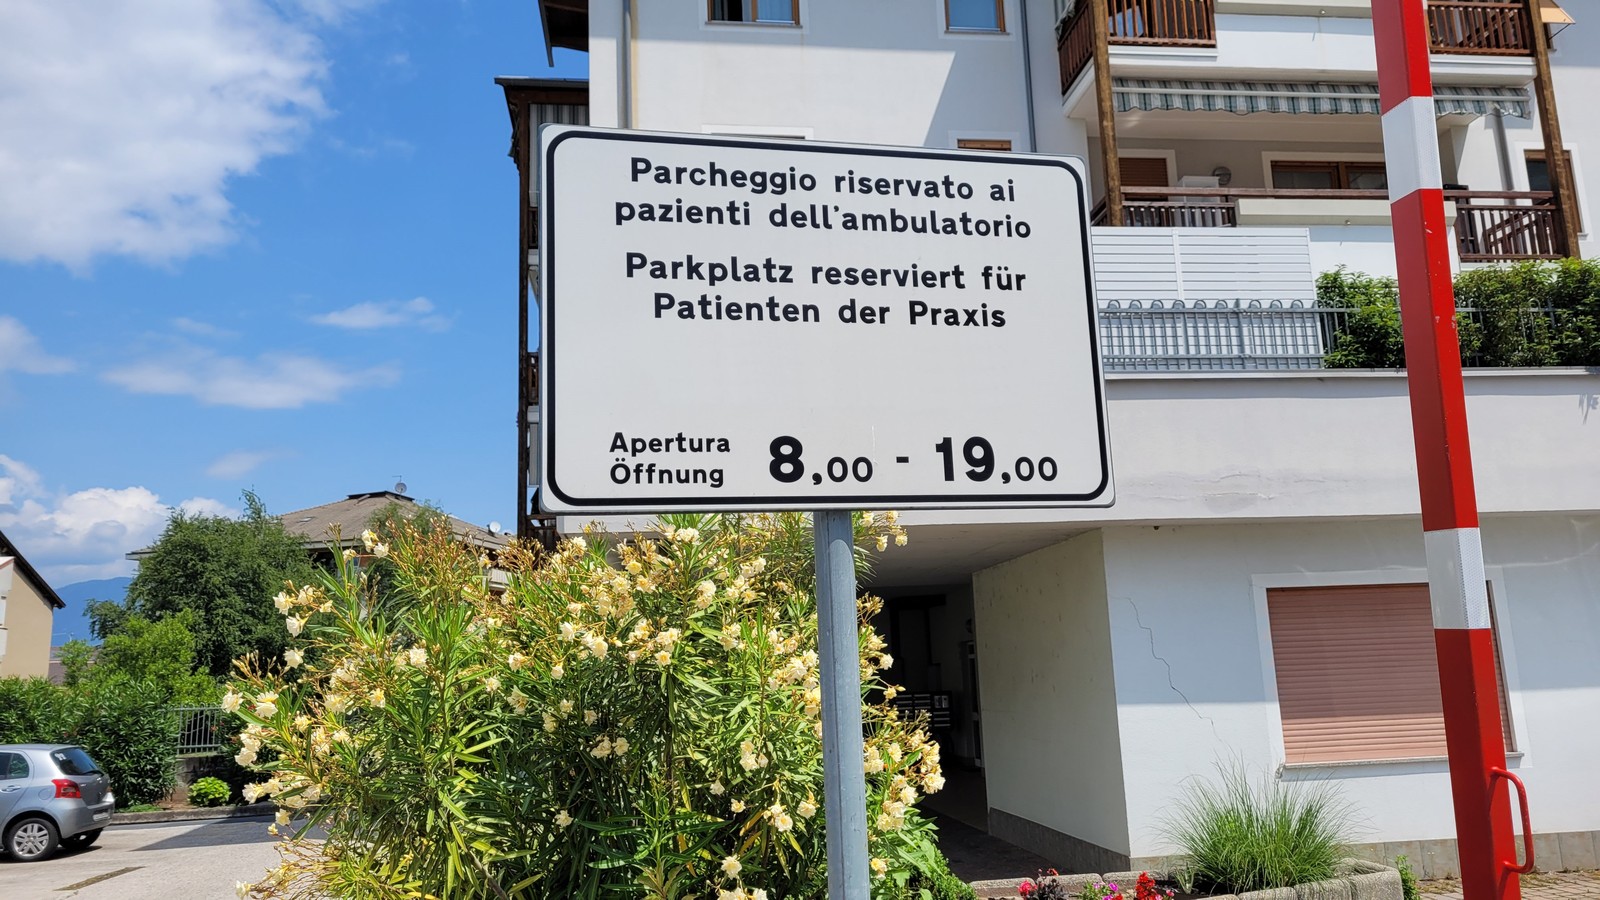 Parcheggio riservato ai
pazienti dell'ambulatorio
Parkplatz reserviert für
Patienten der Praxis
Apertura
Öffnung
8,00 - 19,00